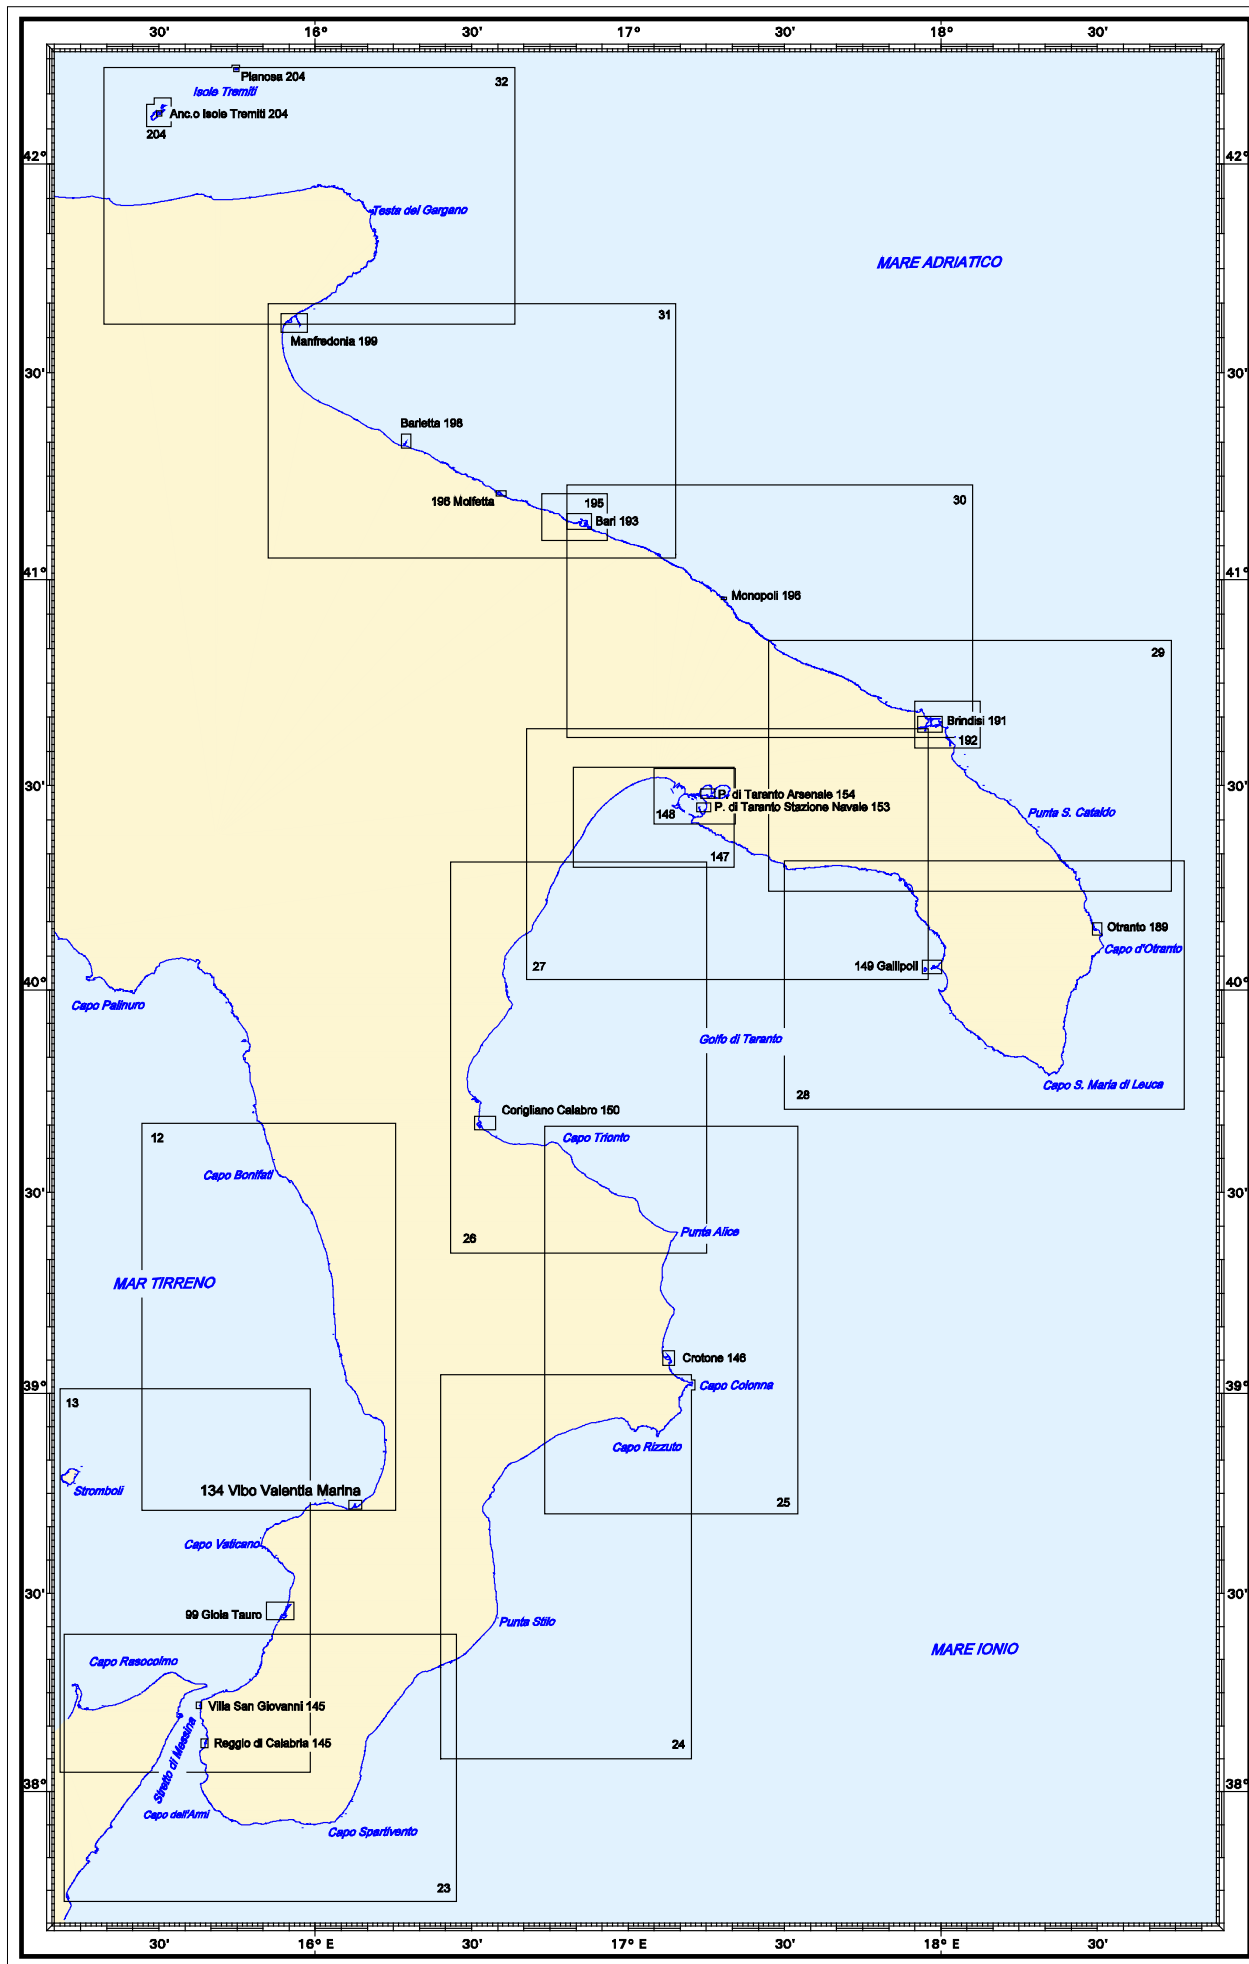 30' 16° 30' 17° 30' 18° 30'
Pianosa 204
32
Isole Tremiti
Anc.o Isole Tremiti 204
204
42° 42°
Testa del Gargano
MARE ADRIATICO
31
Manfredonia 199
30' 30'
Barletta 198
196 Molfetta
195
30
Bari 193
41° 41°
Monopoli 196
29
Brindisi 191
192
30' 30'
P. di Taranto Arsenale 154
P. di Taranto Stazione Navale 153
148
Punta S. Cataldo
147
Otranto 189
Capo d'Otranto
27
149 Gallipoli
40° 40°
Capo Palinuro
Golfo di Taranto
Capo S. Maria di Leuca
28
Corigliano Calabro 150
12
Capo Trionto
Capo Bonifati
30' 30'
Punta Alice
26
MAR TIRRENO
Crotone 146
39° 39°
Capo Colonna
13
Capo Rizzuto
Stromboli
134 Vibo Valentia Marina
25
Capo Vaticano
30' 30'
99 Gioia Tauro
Punta Stilo
MARE IONIO
Capo Rasocolmo
Villa San Giovanni 145
Reggio di Calabria 145
24
Stretto di Messina
38° 38°
Capo dell'Armi
Capo Spartivento
23
30' 16° E 30' 17° E 30' 18° E 30'